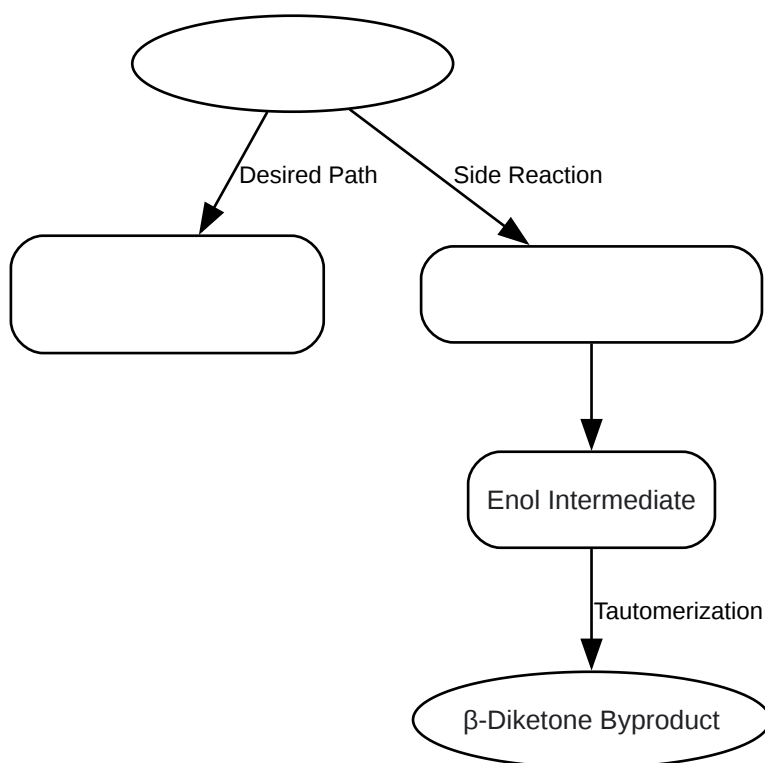 Desired Path
Side Reaction
Enol Intermediate
Tautomerization
β-Diketone Byproduct